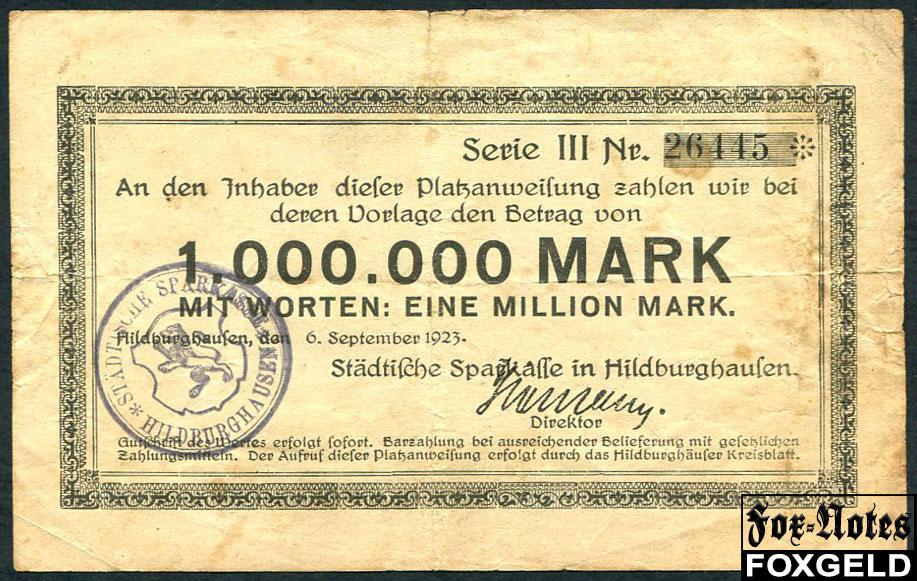 Serie III Nr. 26445 *
An den Inhaber dieser Platzanweisung zahlen wir bei
deren Vorlage den Betrag von
1.000.000 MARK
MIT WORTEN: EINE MILLION MARK.
Hildburghausen, den 6. September 1923.
Städtische Sparkasse in Hildburghausen.
Direktor
Gutschrift des Wertes erfolgt sofort. Barzahlung bei ausreichender Belieferung mit gesetzlichen
Zahlungsmitteln. Der Aufruf dieser Platzanweisung erfolgt durch das Hildburghäuser Kreisblatt.
STÄDTISCHE SPARKASSE
* HILDBURGHAUSEN
Fox-Notes
FOXGELD